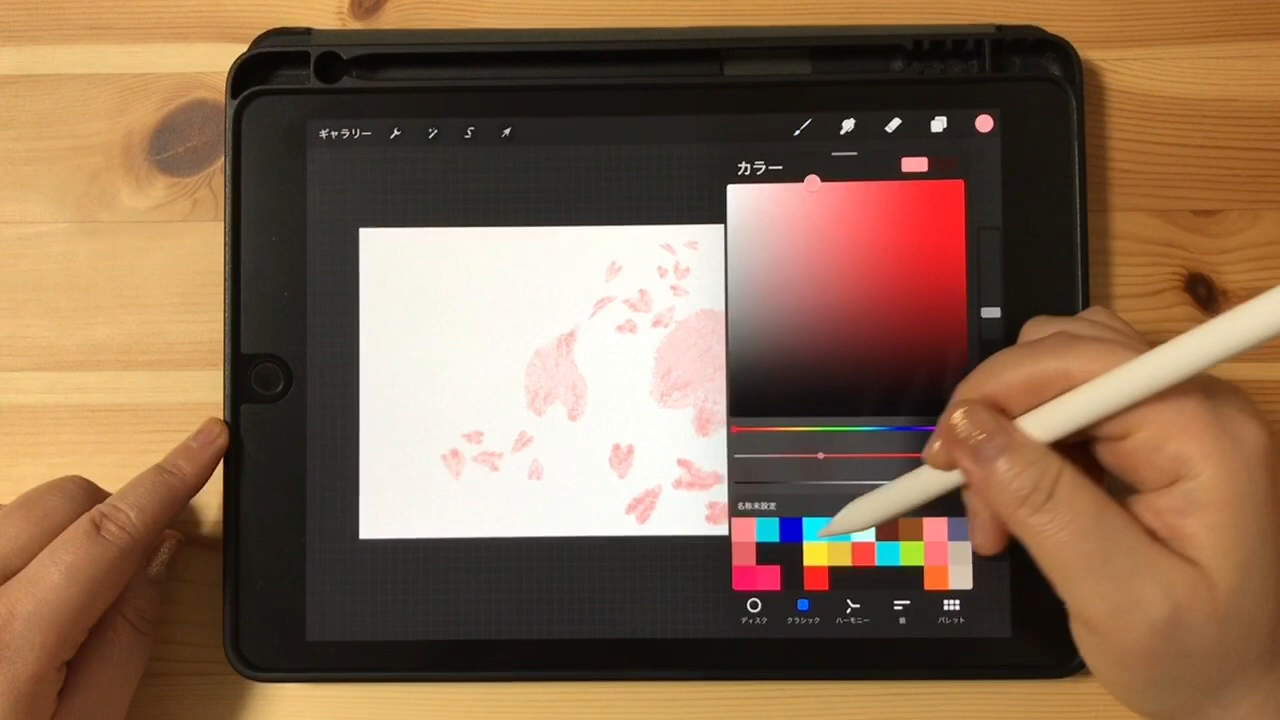 ギャラリー
カラー
名称未設定
ディスク
クラシック
ハーモニー
値
パレット